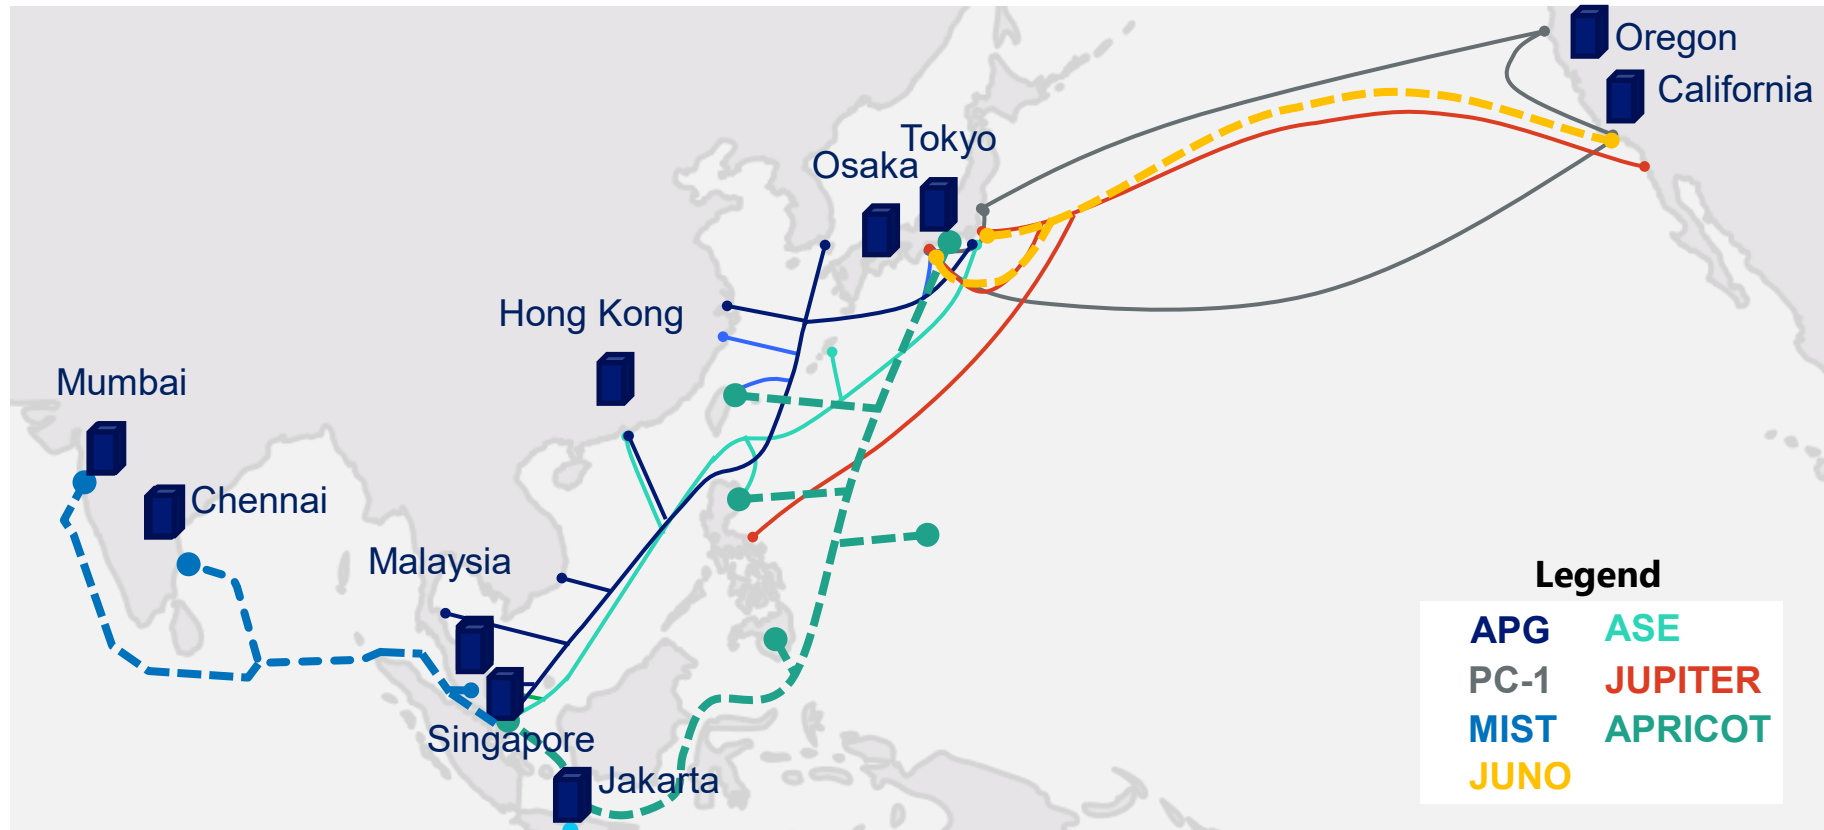 Oregon
California
Tokyo
Osaka
Hong Kong
Mumbai
Chennai
Malaysia
Singapore
Jakarta
Legend
APG ASE
PC-1 JUPITER
MIST APRICOT
JUNO